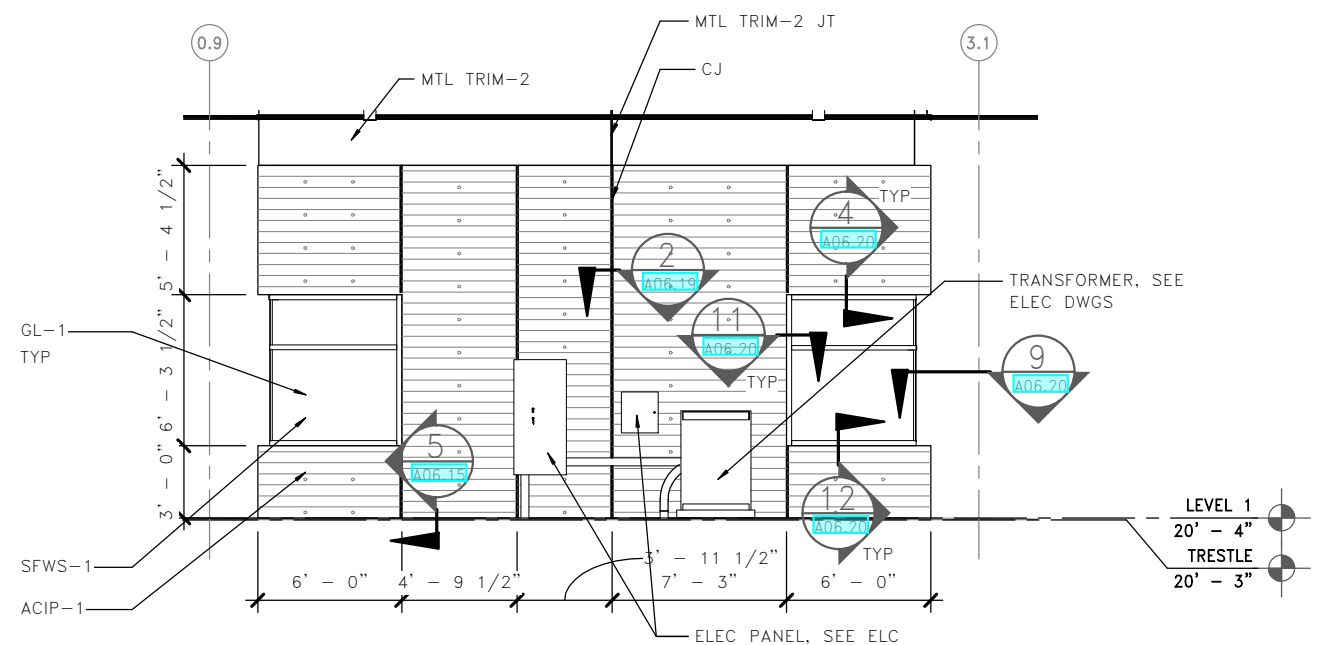 MTL TRIM-2 JT
0.9
3.1
CJ
MTL TRIM-2
5' - 4 1/2"
TYP
4
A06.20
2
A06.19
TRANSFORMER, SEE
ELEC DWGS
11
A06.20
TYP
GL-1
TYP
6' - 3 1/2"
9
A06.20
5
A06.15
3' - 0"
12
A06.20
TYP
LEVEL 1
20' - 4"
TRESTLE
20' - 3"
SFWS-1
3' - 11 1/2"
6' - 0"
4' - 9 1/2"
7' - 3"
6' - 0"
ACIP-1
ELEC PANEL, SEE ELC